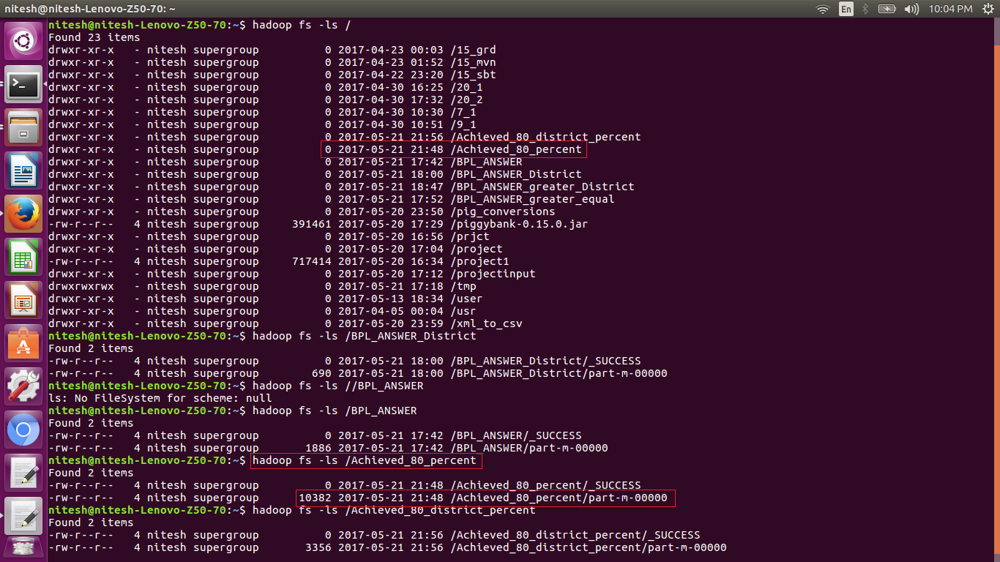 nitesh@nitesh-Lenovo-Z50-70: ~ En 10:04 PM
nitesh@nitesh-Lenovo-Z50-70:~$ hadoop fs -ls /
Found 23 items
drwxr-xr-x   - nitesh supergroup          0 2017-04-23 00:03 /15_grd
drwxr-xr-x   - nitesh supergroup          0 2017-04-23 01:52 /15_mvn
drwxr-xr-x   - nitesh supergroup          0 2017-04-22 23:20 /15_sbt
drwxr-xr-x   - nitesh supergroup          0 2017-04-30 16:25 /20_1
drwxr-xr-x   - nitesh supergroup          0 2017-04-30 17:32 /20_2
drwxr-xr-x   - nitesh supergroup          0 2017-04-30 10:30 /7_1
drwxr-xr-x   - nitesh supergroup          0 2017-04-30 10:51 /9_1
drwxr-xr-x   - nitesh supergroup          0 2017-05-21 21:56 /Achieved_80_district_percent
drwxr-xr-x   - nitesh supergroup          0 2017-05-21 21:48 /Achieved_80_percent
drwxr-xr-x   - nitesh supergroup          0 2017-05-21 17:42 /BPL_ANSWER
drwxr-xr-x   - nitesh supergroup          0 2017-05-21 18:00 /BPL_ANSWER_District
drwxr-xr-x   - nitesh supergroup          0 2017-05-21 18:47 /BPL_ANSWER_greater_District
drwxr-xr-x   - nitesh supergroup          0 2017-05-21 17:52 /BPL_ANSWER_greater_equal
drwxr-xr-x   - nitesh supergroup          0 2017-05-20 23:50 /pig_conversions
-rw-r--r--   4 nitesh supergroup     391461 2017-05-20 17:29 /piggybank-0.15.0.jar
drwxr-xr-x   - nitesh supergroup          0 2017-05-20 16:56 /prjct
drwxr-xr-x   - nitesh supergroup          0 2017-05-20 17:04 /project
-rw-r--r--   4 nitesh supergroup     717414 2017-05-20 16:34 /project1
drwxr-xr-x   - nitesh supergroup          0 2017-05-20 17:12 /projectinput
drwxrwxrwx   - nitesh supergroup          0 2017-05-21 17:18 /tmp
drwxr-xr-x   - nitesh supergroup          0 2017-05-13 18:34 /user
drwxr-xr-x   - nitesh supergroup          0 2017-04-05 00:04 /usr
drwxr-xr-x   - nitesh supergroup          0 2017-05-20 23:59 /xml_to_csv
nitesh@nitesh-Lenovo-Z50-70:~$ hadoop fs -ls /BPL_ANSWER_District
Found 2 items
-rw-r--r--   4 nitesh supergroup          0 2017-05-21 18:00 /BPL_ANSWER_District/_SUCCESS
-rw-r--r--   4 nitesh supergroup        690 2017-05-21 18:00 /BPL_ANSWER_District/part-m-00000
nitesh@nitesh-Lenovo-Z50-70:~$ hadoop fs -ls //BPL_ANSWER
ls: No FileSystem for scheme: null
nitesh@nitesh-Lenovo-Z50-70:~$ hadoop fs -ls /BPL_ANSWER
Found 2 items
-rw-r--r--   4 nitesh supergroup          0 2017-05-21 17:42 /BPL_ANSWER/_SUCCESS
-rw-r--r--   4 nitesh supergroup       1886 2017-05-21 17:42 /BPL_ANSWER/part-m-00000
nitesh@nitesh-Lenovo-Z50-70:~$ hadoop fs -ls /Achieved_80_percent
Found 2 items
-rw-r--r--   4 nitesh supergroup          0 2017-05-21 21:48 /Achieved_80_percent/_SUCCESS
-rw-r--r--   4 nitesh supergroup      10382 2017-05-21 21:48 /Achieved_80_percent/part-m-00000
nitesh@nitesh-Lenovo-Z50-70:~$ hadoop fs -ls /Achieved_80_district_percent
Found 2 items
-rw-r--r--   4 nitesh supergroup          0 2017-05-21 21:56 /Achieved_80_district_percent/_SUCCESS
-rw-r--r--   4 nitesh supergroup       3356 2017-05-21 21:56 /Achieved_80_district_percent/part-m-00000